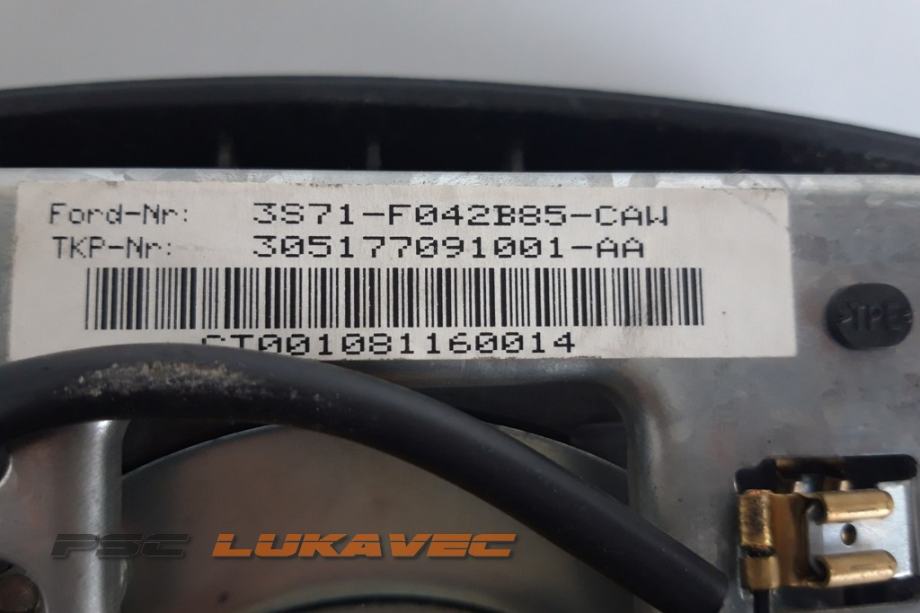 Ford-Nr: 3S71-F042B85-CAW
TKP-Nr: 305177091001-AA
CT001081160014
>TPE<
PSC LUKAVEC